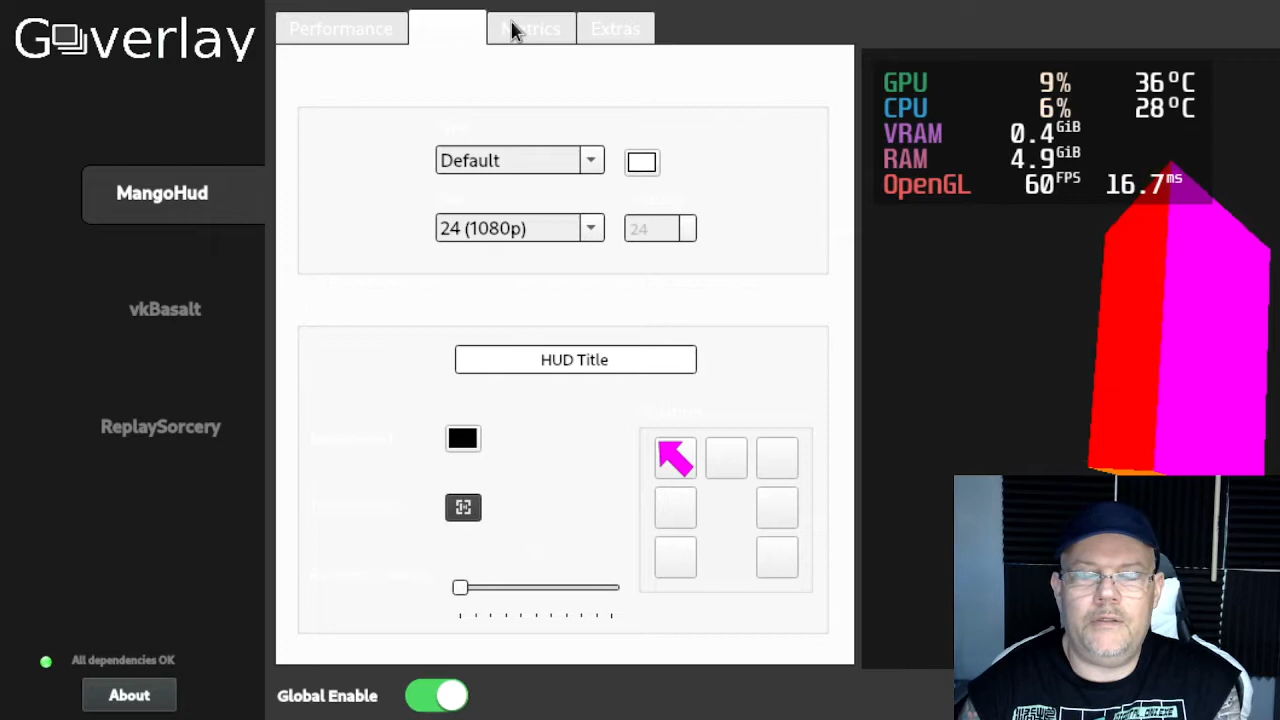 Goverlay
Performance
Metrics
Extras
MangoHud
vkBasalt
ReplaySorcery
All dependencies OK
About
Default
24 (1080p)
24
HUD Title
Global Enable
GPU 9% 36°C
CPU 6% 28°C
VRAM 0.4 GiB
RAM 4.9 GiB
OpenGL 60 FPS 16.7 ms